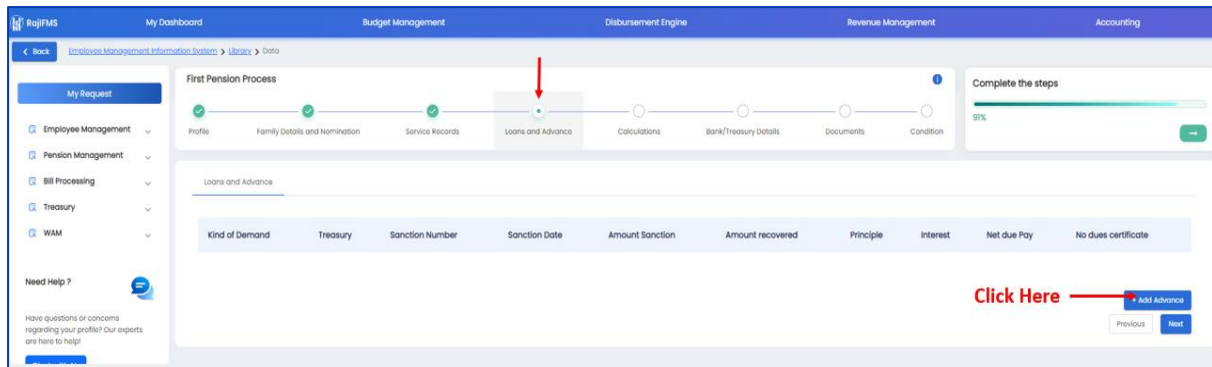 RajIFMS My Dashboard Budget Management Disbursement Engine Revenue Management Accounting
< Back Employee Management Information System > Library > Data
My Request
Employee Management
Pension Management
Bill Processing
Treasury
WAM
Need Help ?
Have questions or concerns
regarding your profile? Our experts
are here to help!
First Pension Process
Profile Family Details and Nomination Service Records Loans and Advance Calculations Bank/Treasury Details Documents Condition
Complete the steps
91%
Loans and Advance
Kind of Demand Treasury Sanction Number Sanction Date Amount Sanction Amount recovered Principle Interest Net due Pay No dues certificate
Click Here
+ Add Advance
Previous Next